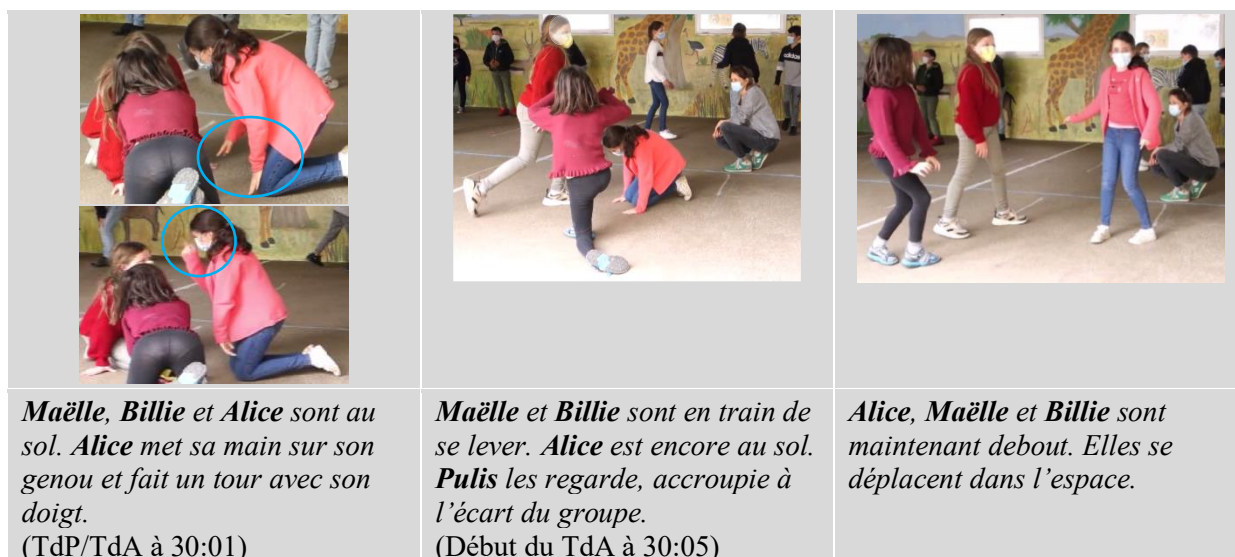 Maëlle, Billie et Alice sont au
sol. Alice met sa main sur son
genou et fait un tour avec son
doigt.
(TdP/TdA à 30:01)
Maëlle et Billie sont en train de
se lever. Alice est encore au sol.
Pulis les regarde, accroupie à
l’écart du groupe.
(Début du TdA à 30:05)
Alice, Maëlle et Billie sont
maintenant debout. Elles se
déplacent dans l’espace.
adidas